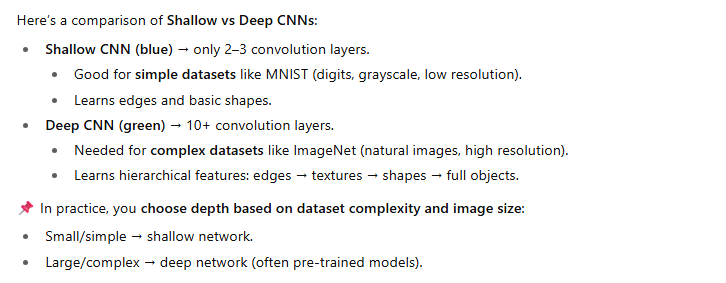 Here's a comparison of Shallow vs Deep CNNs:
• Shallow CNN (blue) → only 2–3 convolution layers.
• Good for simple datasets like MNIST (digits, grayscale, low resolution).
• Learns edges and basic shapes.
• Deep CNN (green) → 10+ convolution layers.
• Needed for complex datasets like ImageNet (natural images, high resolution).
• Learns hierarchical features: edges → textures → shapes → full objects.
📌 In practice, you choose depth based on dataset complexity and image size:
• Small/simple → shallow network.
• Large/complex → deep network (often pre-trained models).